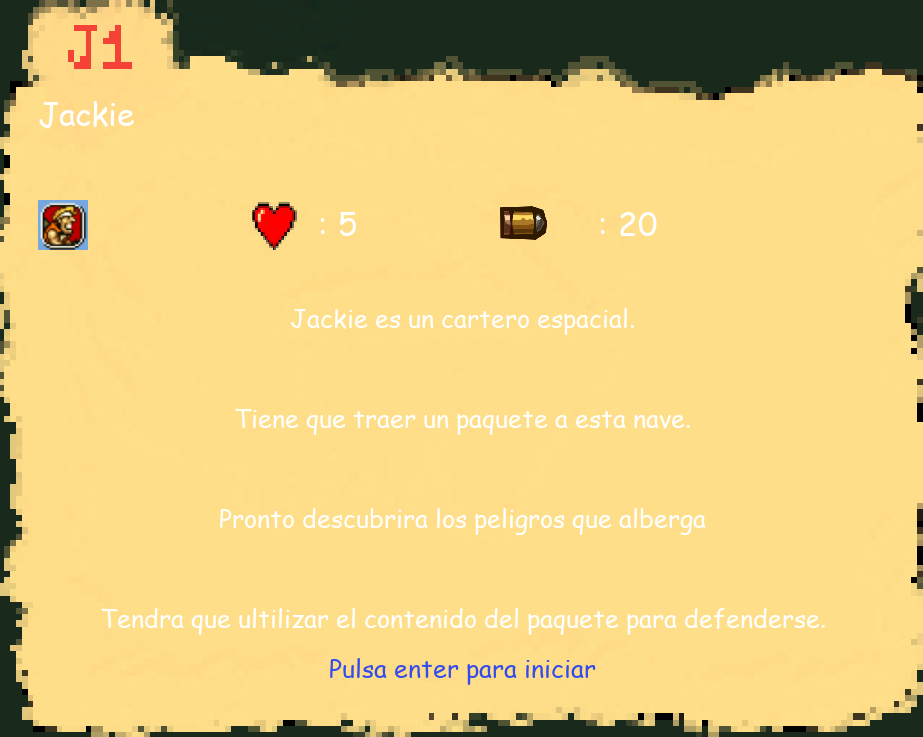 J1
Jackie
: 5 : 20
Jackie es un cartero espacial.
Tiene que traer un paquete a esta nave.
Pronto descubrira los peligros que alberga
Tendra que ultilizar el contenido del paquete para defenderse.
Pulsa enter para iniciar